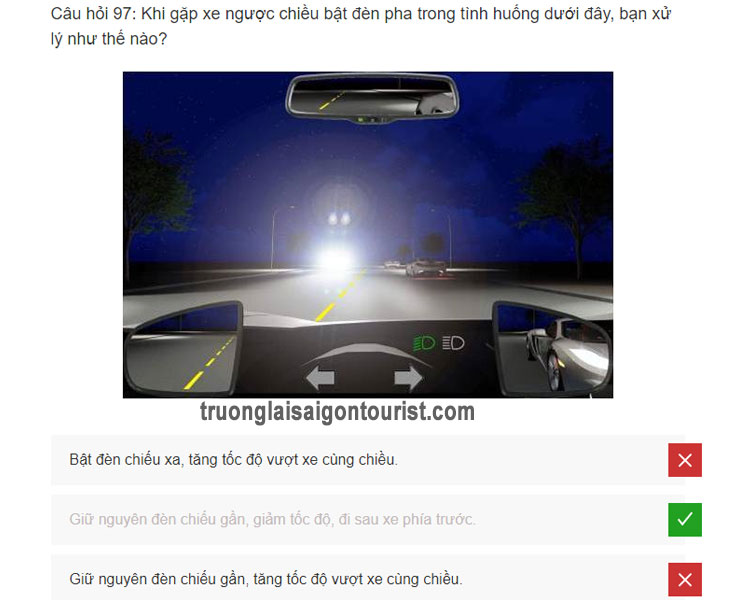 Câu hỏi 97: Khi gặp xe ngược chiều bật đèn pha trong tình huống dưới đây, bạn xử
lý như thế nào?
truonglaisaigontourist.com
Bật đèn chiếu xa, tăng tốc độ vượt xe cùng chiều.
Giữ nguyên đèn chiếu gần, giảm tốc độ, đi sau xe phía trước.
Giữ nguyên đèn chiếu gần, tăng tốc độ vượt xe cùng chiều.